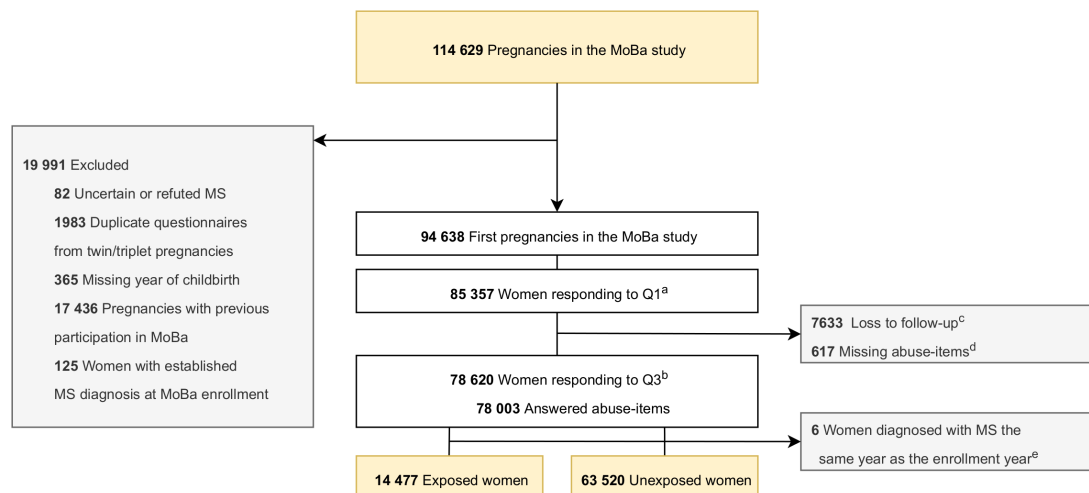 114 629 Pregnancies in the MoBa study
19 991 Excluded
82 Uncertain or refuted MS
1983 Duplicate questionnaires
from twin/triplet pregnancies
365 Missing year of childbirth
17 436 Pregnancies with previous
participation in MoBa
125 Women with established
MS diagnosis at MoBa enrollment
94 638 First pregnancies in the MoBa study
85 357 Women responding to Q1a
7633 Loss to follow-upc
617 Missing abuse-itemsd
78 620 Women responding to Q3b
78 003 Answered abuse-items
6 Women diagnosed with MS the
same year as the enrollment yeare
14 477 Exposed women
63 520 Unexposed women